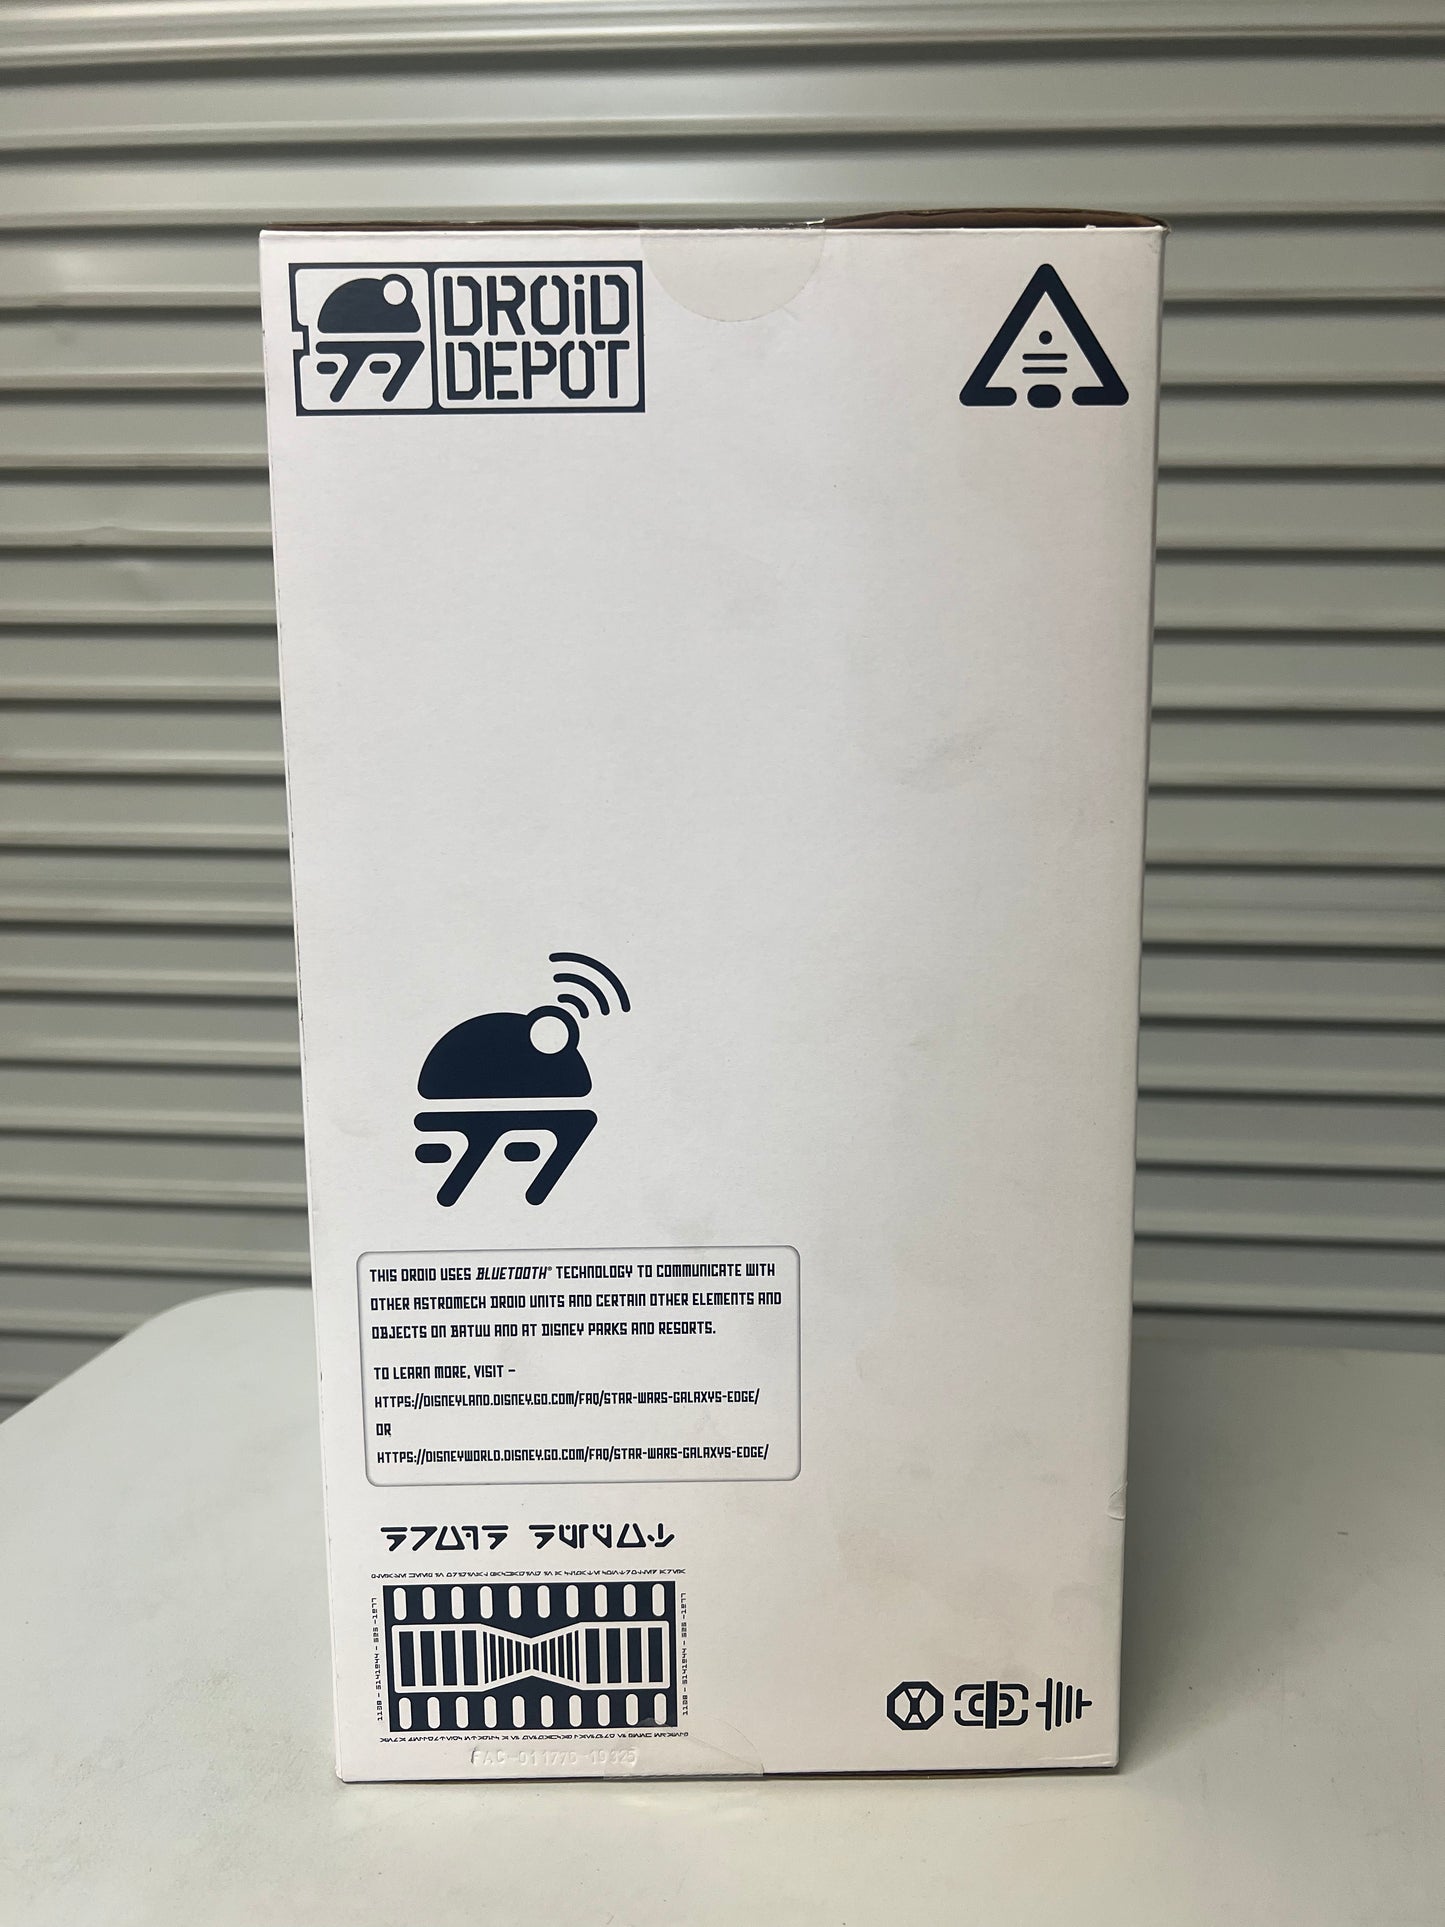 DROiD
DEPOT
THIS DROID USES BLUETOOTH® TECHNOLOGY TO COMMUNICATE WITH
OTHER ASTROMECH DROID UNITS AND CERTAIN OTHER ELEMENTS AND
OBJECTS ON BATUU AND AT DISNEY PARKS AND RESORTS.
TO LEARN MORE, VISIT –
HTTPS://DISNEYLAND.DISNEY.GO.COM/FAQ/STAR-WARS-GALAXYS-EDGE/
OR
HTTPS://DISNEYWORLD.DISNEY.GO.COM/FAQ/STAR-WARS-GALAXYS-EDGE/